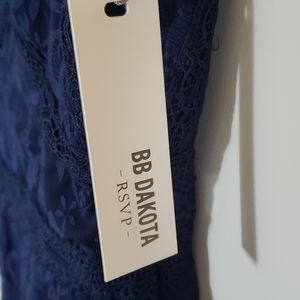 BB DAKOTA
- RSVP -